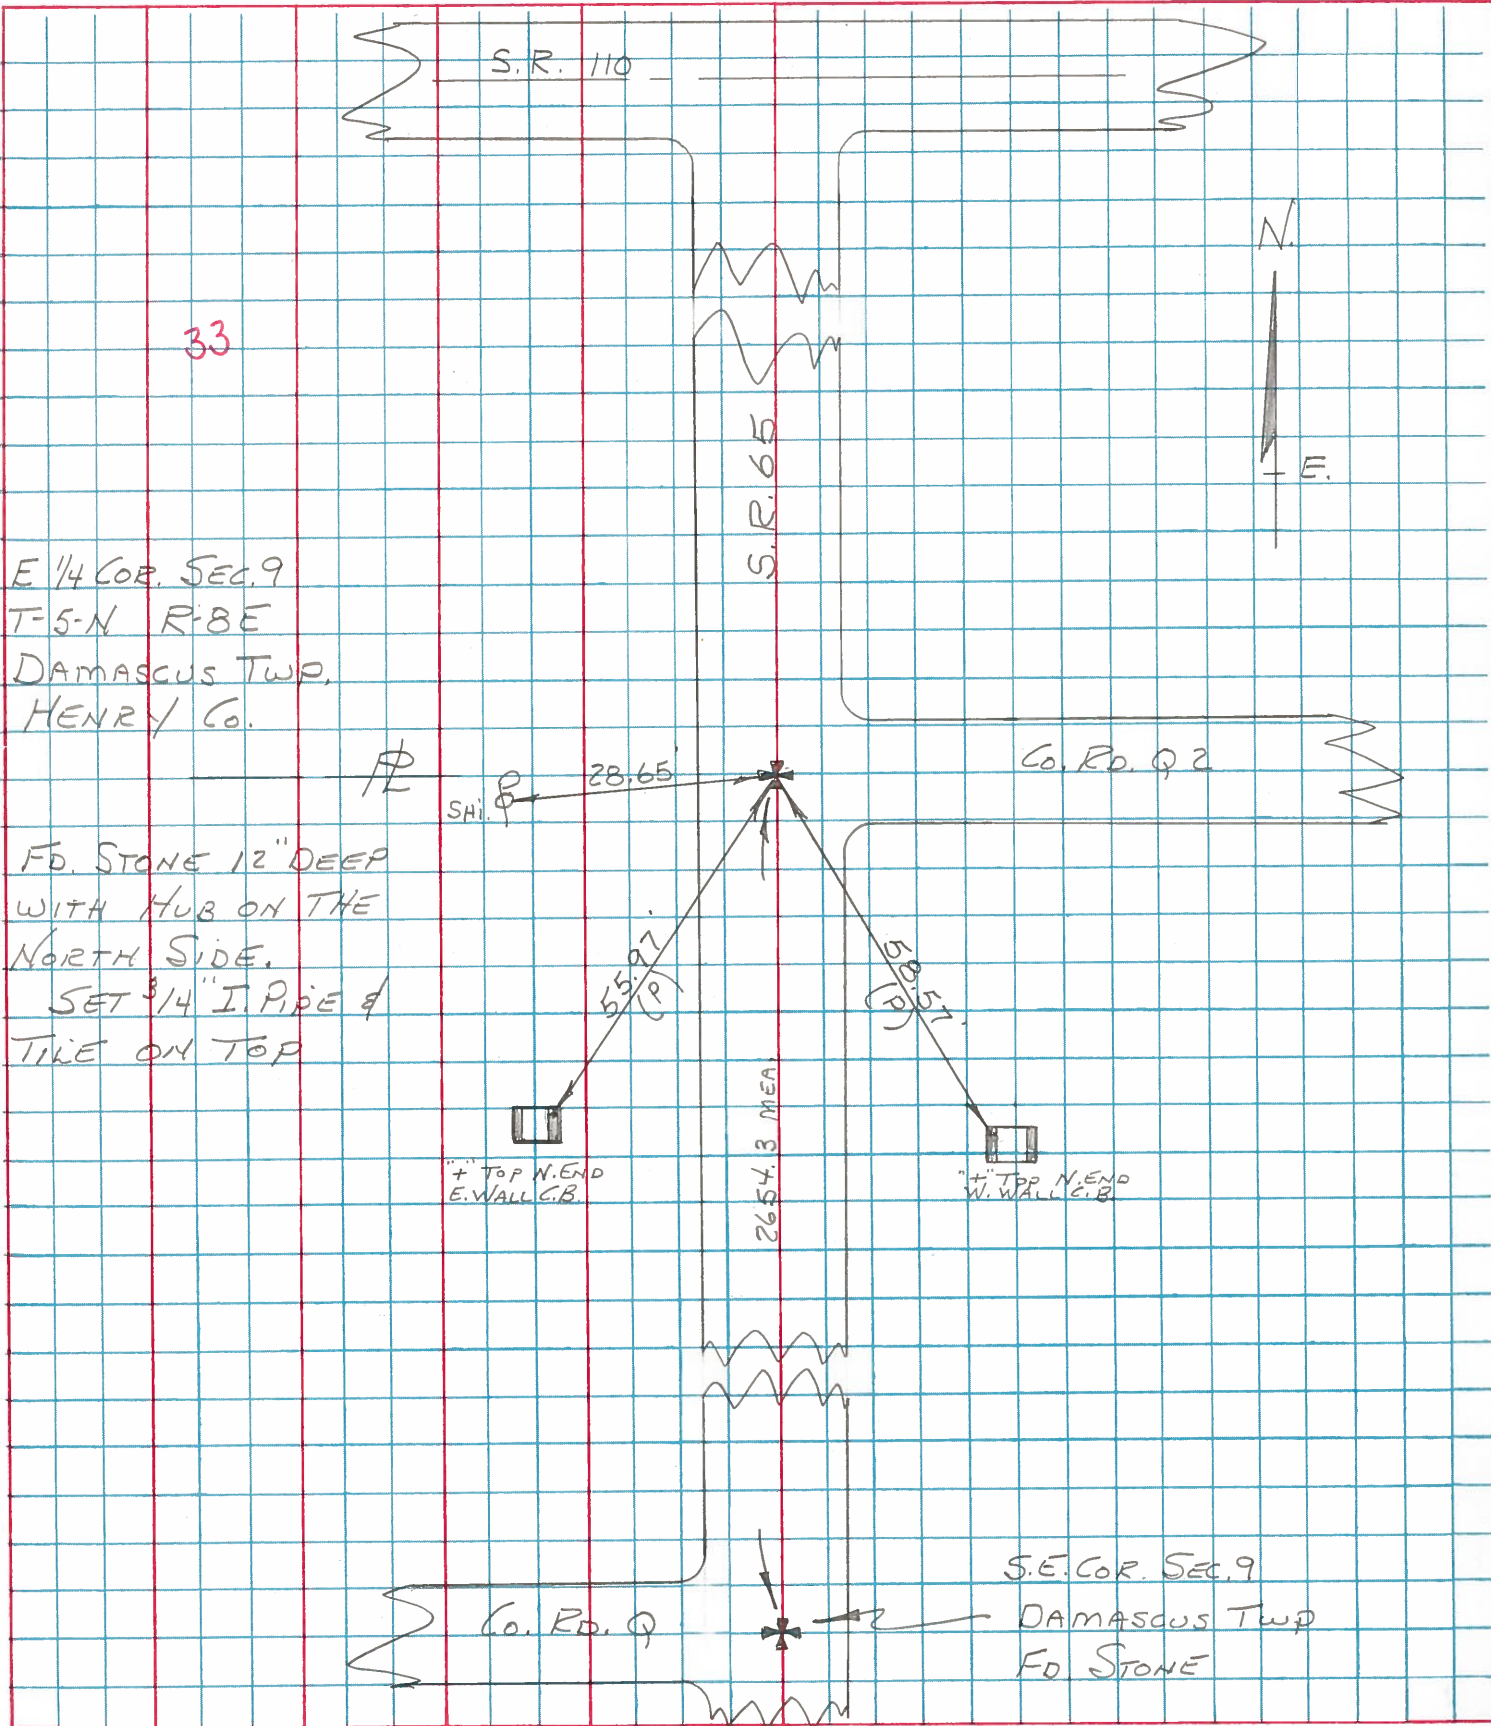 S.R. 110
N.
33
S.R. 65
E.
E 1/4 COR. SEC. 9
T-5-N R-8E
DAMASCUS TWP.
HENRY CO.
PL
28.65'
CO. RD. Q 2
SHI.
FD. STONE 12" DEEP
WITH HUB ON THE
NORTH SIDE.
SET 3/4" I. PIPE &
TILE ON TOP
55.97'
(P)
58.57'
(P)
2654.3 MEA.
"+" TOP N. END
E. WALL C.B.
"+" TOP N. END
W. WALL C.B.
S.E. COR. SEC. 9
DAMASCUS TWP
FD. STONE
CO. RD. Q